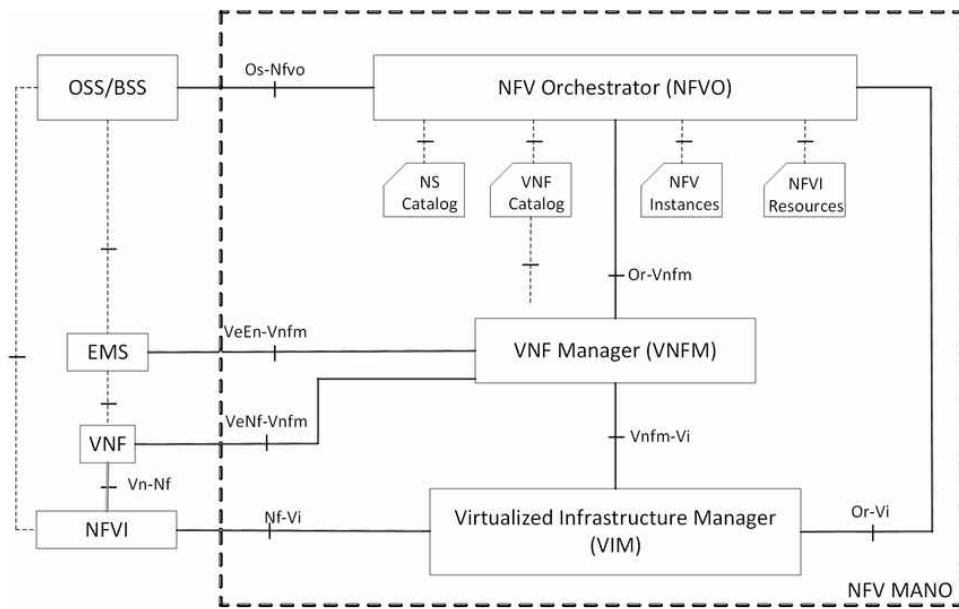 Os-Nfvo
OSS/BSS
NFV Orchestrator (NFVO)
NS
Catalog
VNF
Catalog
NFV
Instances
NFVI
Resources
Or-Vnfm
VeEn-Vnfm
EMS
VNF Manager (VNFM)
VeNf-Vnfm
VNF
Vnfm-Vi
Vn-Nf
NFVI
Nf-Vi
Virtualized Infrastructure Manager
(VIM)
Or-Vi
NFV MANO